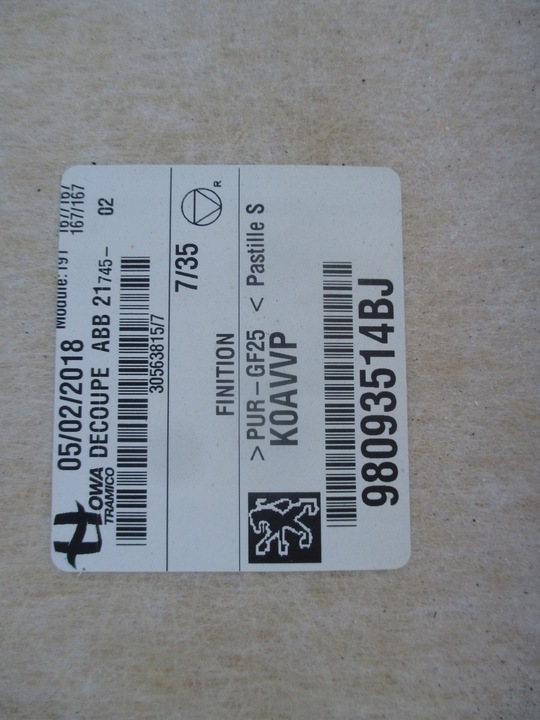 Module:191 167/167
05/02/2018 167/167
HOWA DECOUPE ABB 21745- 02
TRAMICO
30563815/7
7/35 R
FINITION
> PUR-GF25 < Pastille S
K0AVVP
98093514BJ